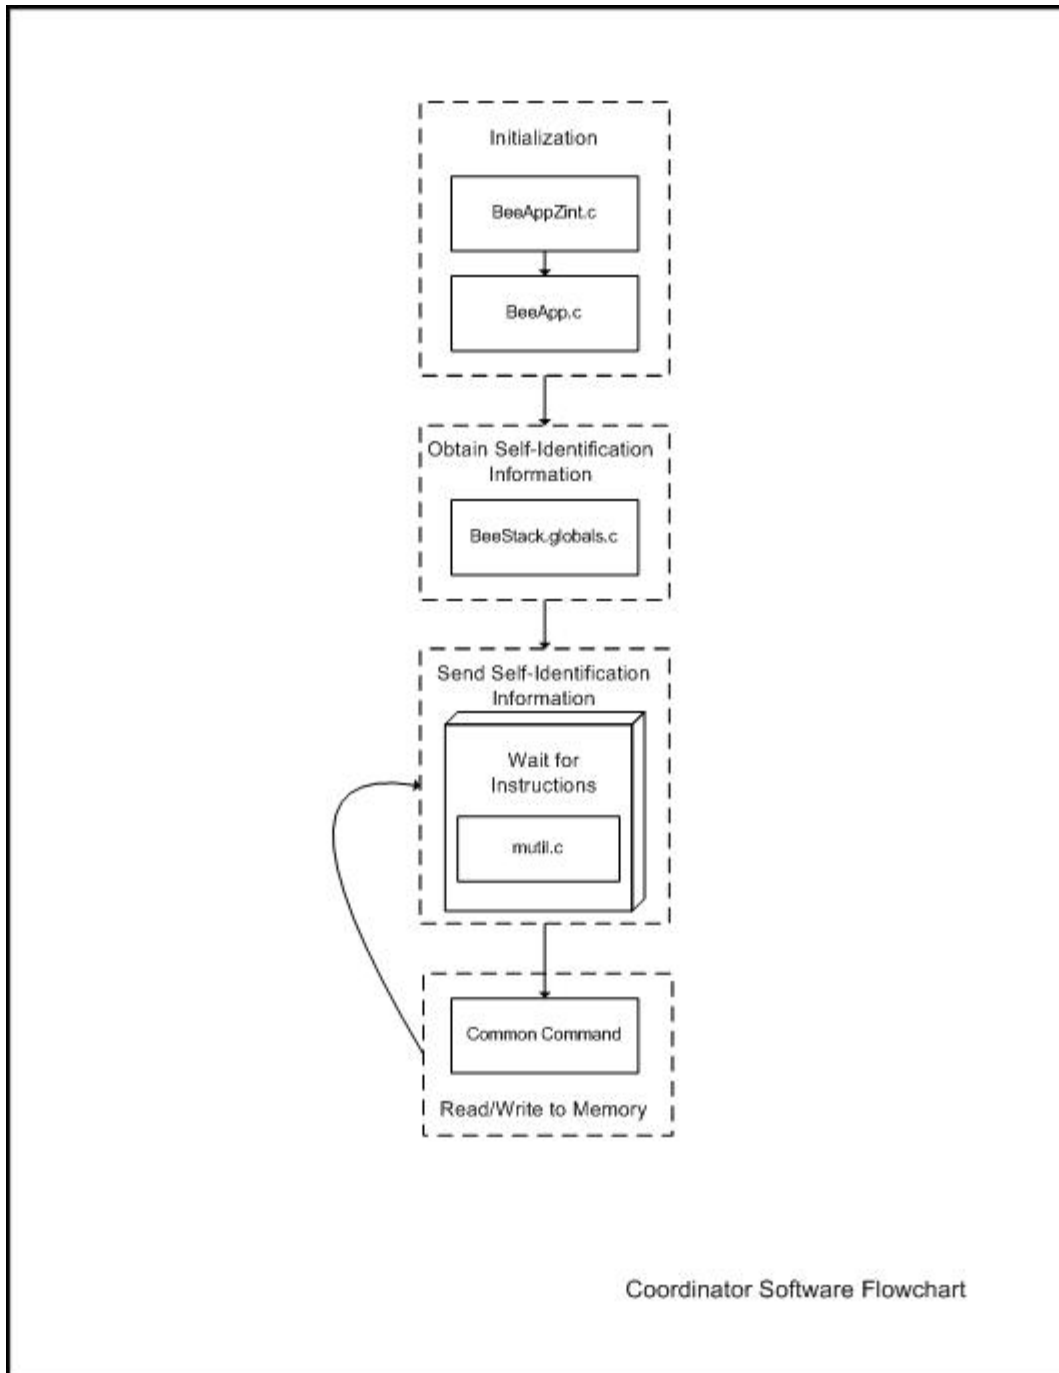 Initialization
BeeAppZint.c
BeeApp.c
Obtain Self-Identification
Information
BeeStack.globals.c
Send Self-Identification
Information
Wait for
Instructions
mutil.c
Common Command
Read/Write to Memory
Coordinator Software Flowchart